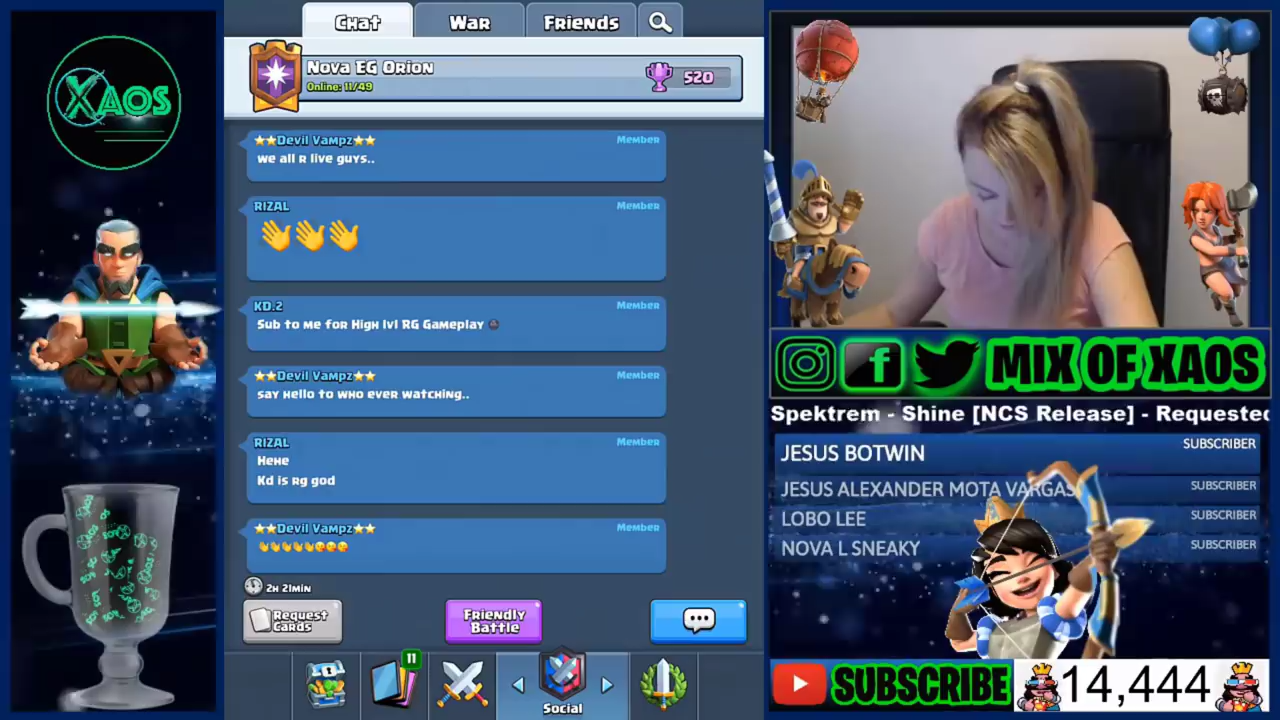 XAOS
Chat
War
Friends
Nova EG Orion
Online: 11/49
520
★★Devil Vampz★★
Member
we all r live guys..
RIZAL
Member
👋👋👋
KD.2
Member
Sub to me for High lvl RG Gameplay
★★Devil Vampz★★
Member
say hello to who ever watching..
RIZAL
Member
Hehe
Kd is rg god
★★Devil Vampz★★
Member
2h 21min
Request
Cards
Friendly
Battle
11
Social
MIX OF XAOS
Spektrem - Shine [NCS Release] - Requested
JESUS BOTWIN
SUBSCRIBER
JESUS ALEXANDER MOTA VARGAS
SUBSCRIBER
LOBO LEE
SUBSCRIBER
NOVA L SNEAKY
SUBSCRIBER
SUBSCRIBE
14,444